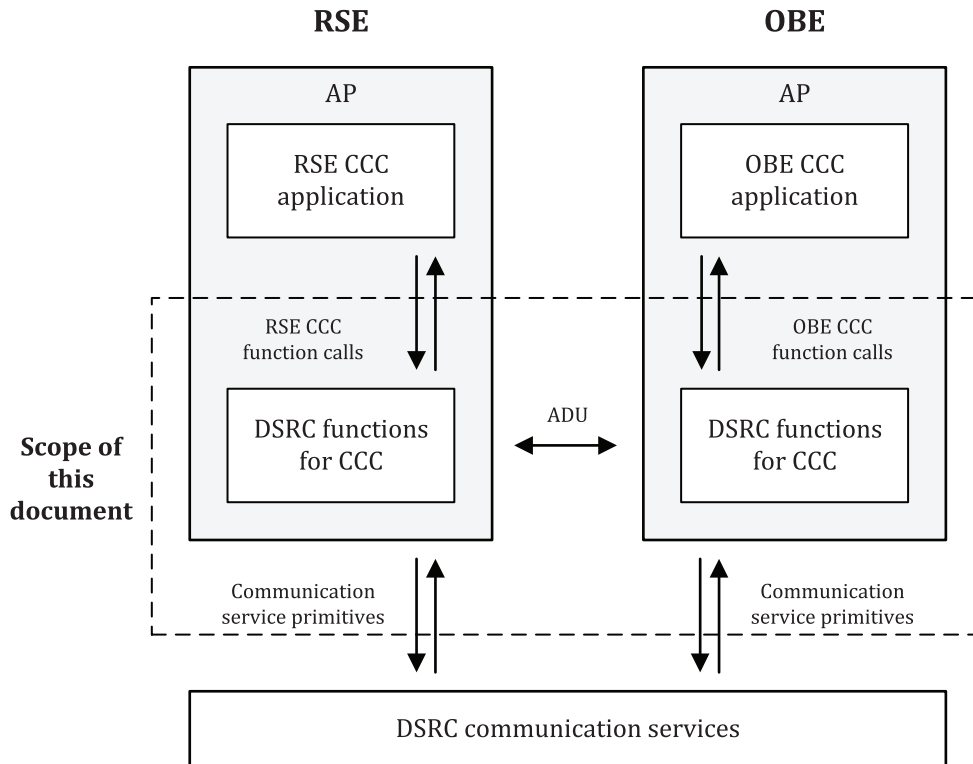 RSE
OBE
AP
AP
RSE CCC
application
OBE CCC
application
RSE CCC
function calls
OBE CCC
function calls
Scope of
this
document
DSRC functions
for CCC
ADU
DSRC functions
for CCC
Communication
service primitives
Communication
service primitives
DSRC communication services